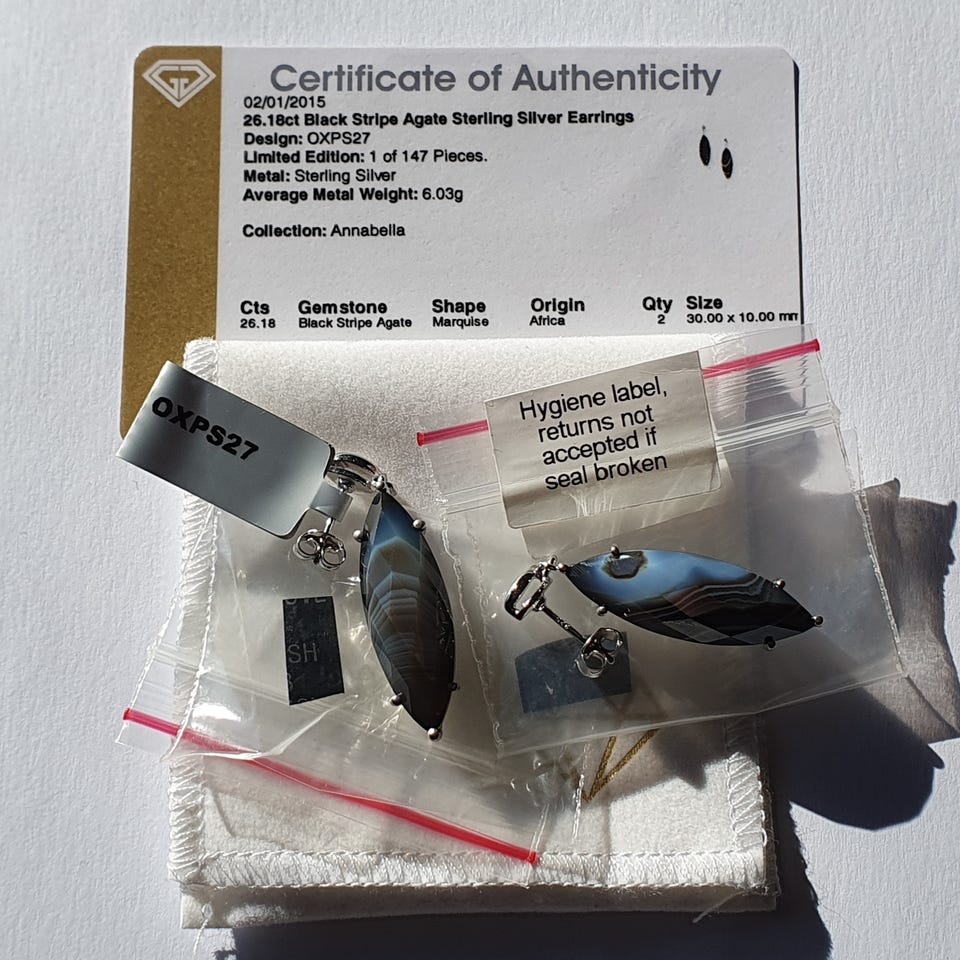 Certificate of Authenticity
02/01/2015
26.18ct Black Stripe Agate Sterling Silver Earrings
Design: OXPS27
Limited Edition: 1 of 147 Pieces.
Metal: Sterling Silver
Average Metal Weight: 6.03g
Collection: Annabella
Cts Gemstone Shape Origin Qty Size
26.18 Black Stripe Agate Marquise Africa 2 30.00 x 10.00 mm
OXPS27
Hygiene label,
returns not
accepted if
seal broken
SH